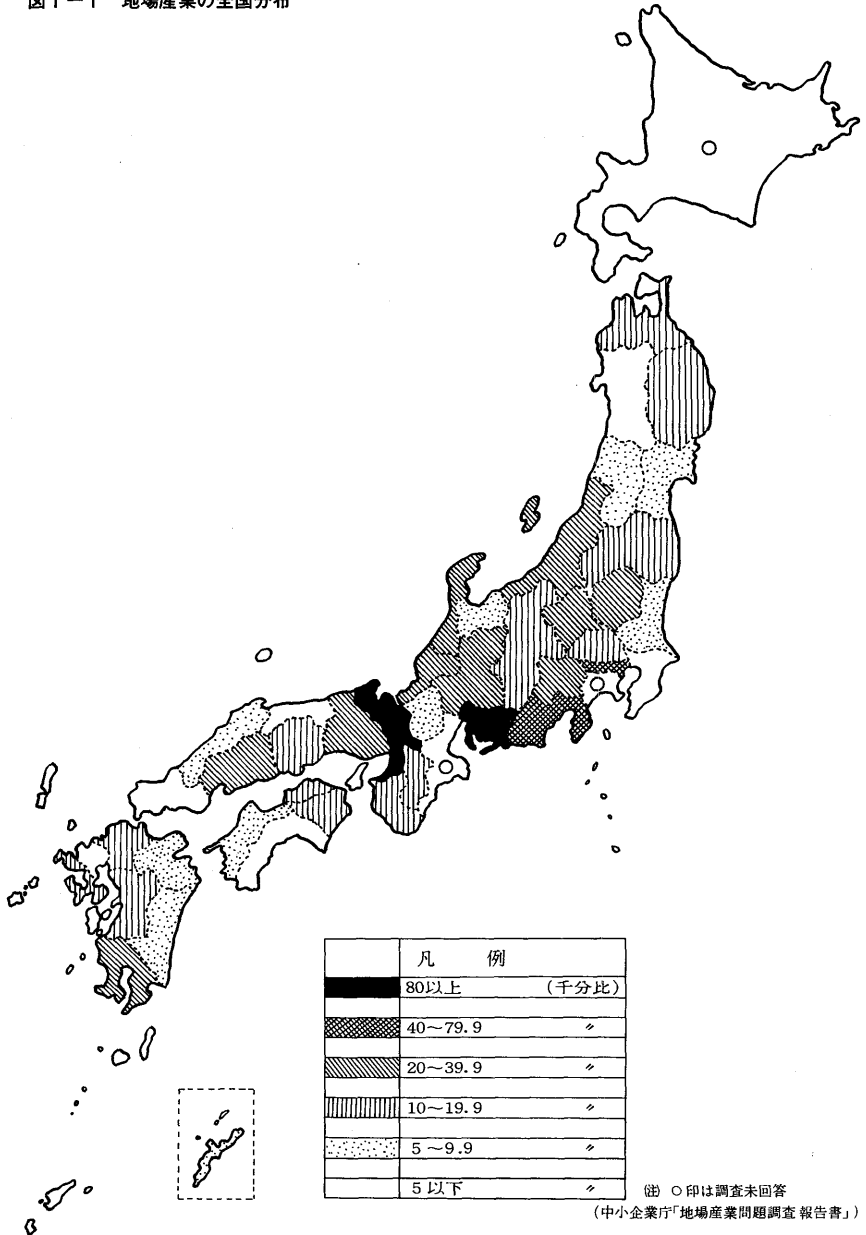 図1−1 地場産業の全国分布
凡 例
80以上 (千分比)
40〜79.9 〃
20〜39.9 〃
10〜19.9 〃
5〜9.9 〃
5以下 〃
(注) ○印は調査未回答
(中小企業庁「地場産業問題調査報告書」)